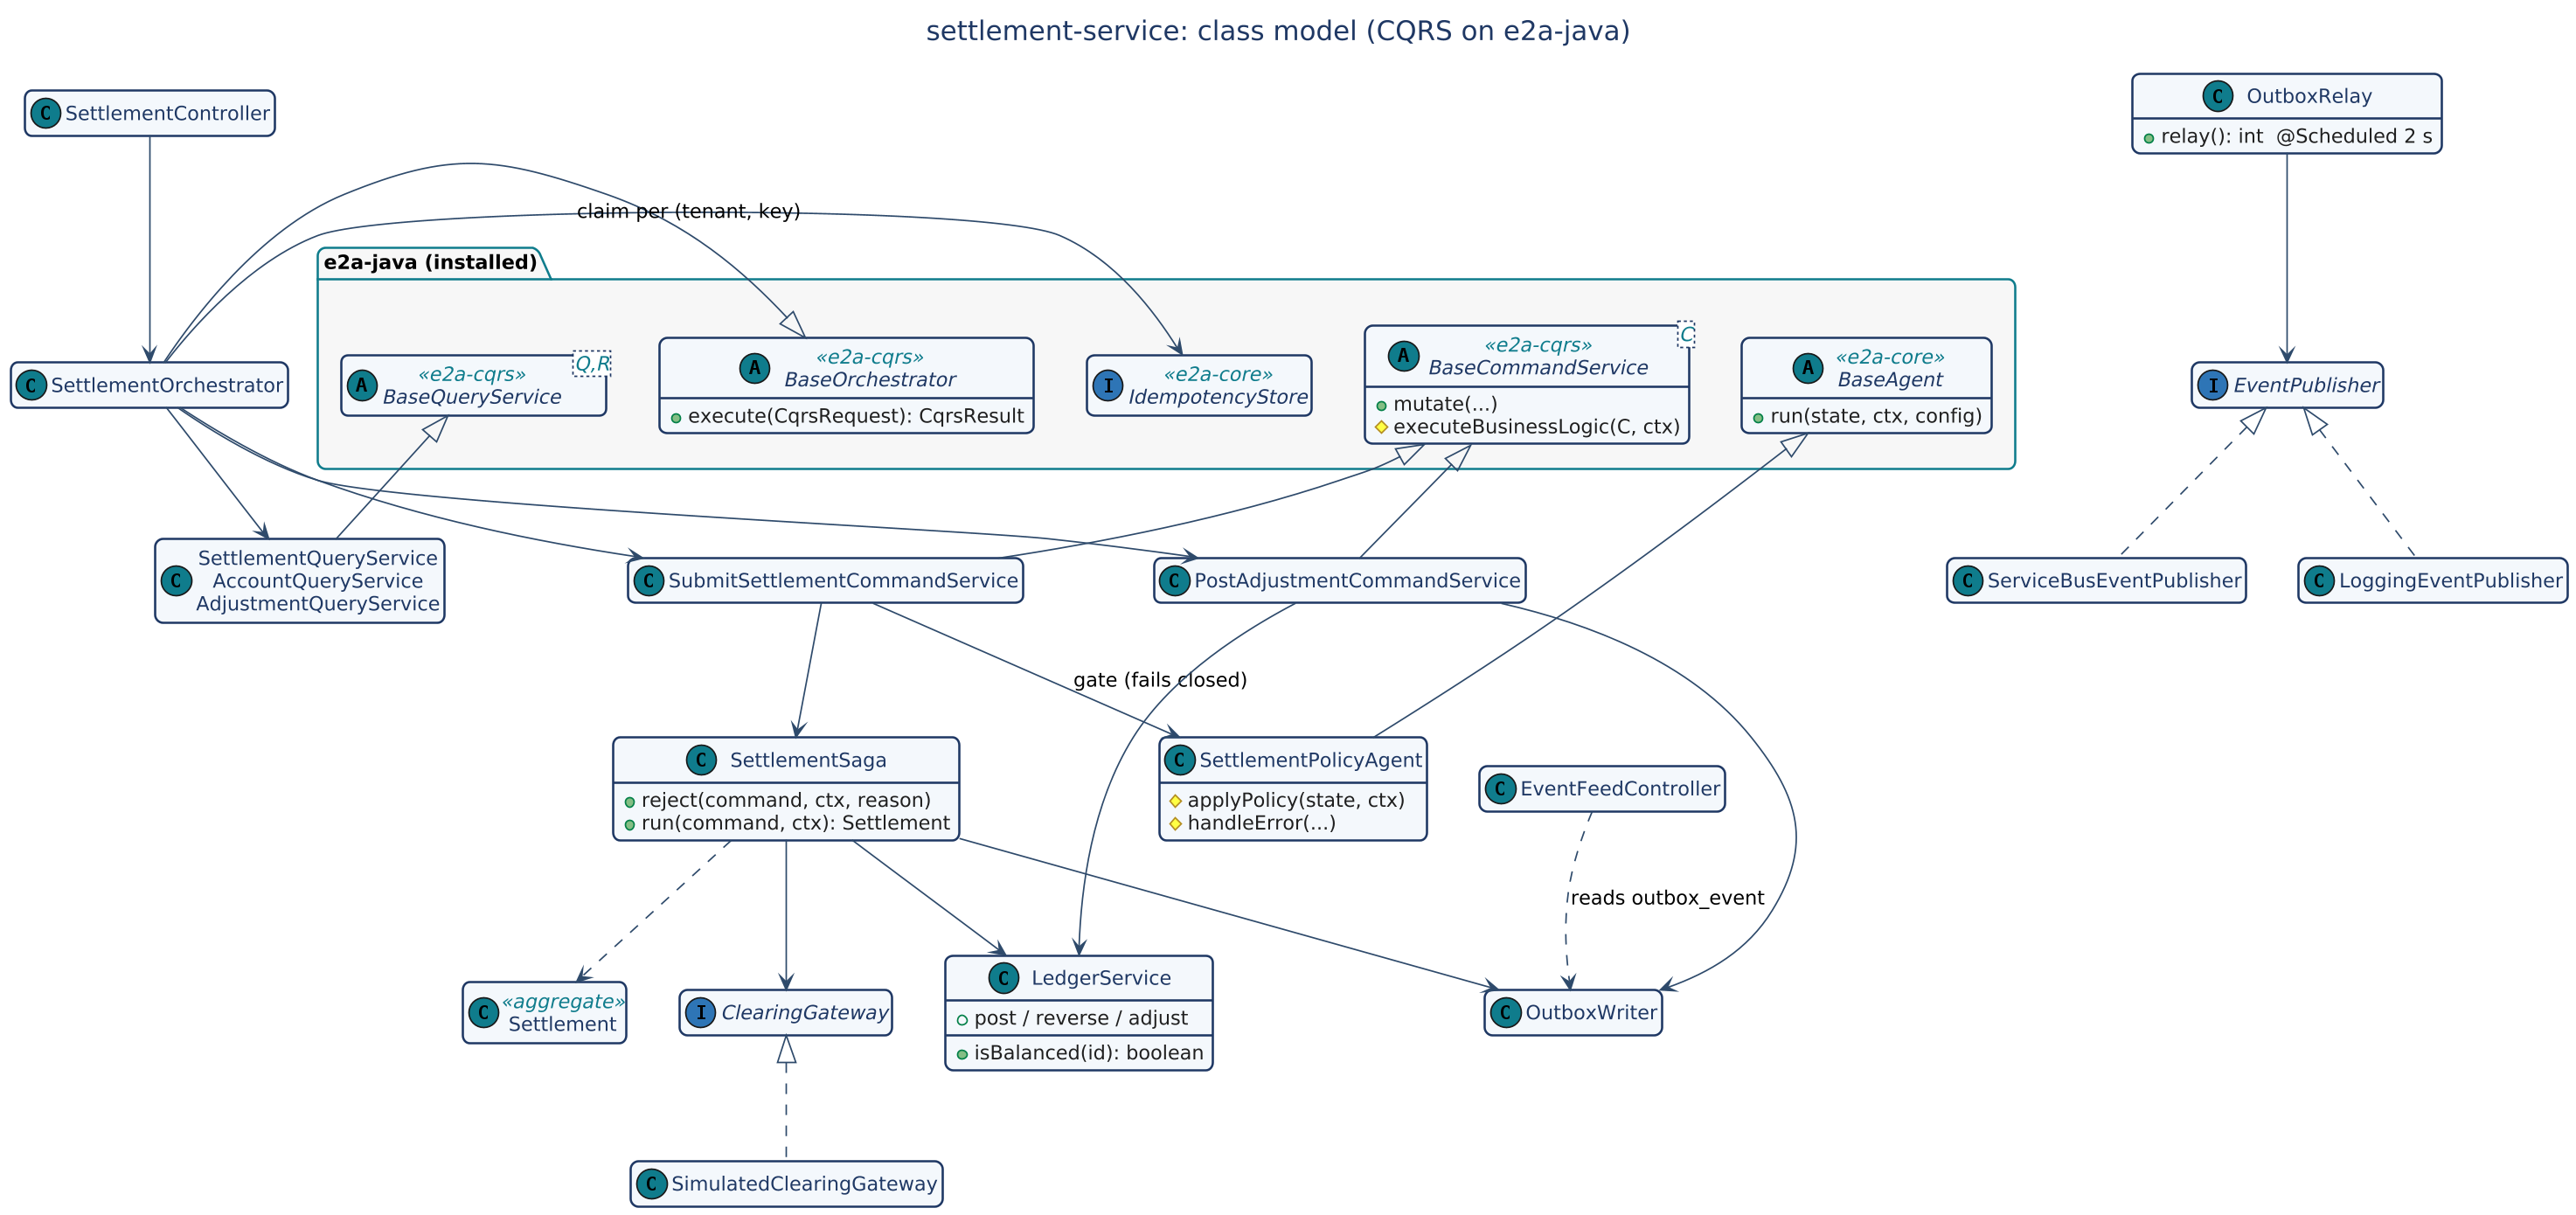 settlement-service: class model (CQRS on e2a-java)
C SettlementController
C OutboxRelay
relay(): int  @Scheduled 2 s
claim per (tenant, key)
e2a-java (installed)
C SettlementOrchestrator
Q,R
A «e2a-cqrs»
BaseQueryService
A «e2a-cqrs»
BaseOrchestrator
execute(CqrsRequest): CqrsResult
I «e2a-core»
IdempotencyStore
C
A «e2a-cqrs»
BaseCommandService
mutate(...)
executeBusinessLogic(C, ctx)
A «e2a-core»
BaseAgent
run(state, ctx, config)
I EventPublisher
C SettlementQueryService
AccountQueryService
AdjustmentQueryService
C SubmitSettlementCommandService
C PostAdjustmentCommandService
C ServiceBusEventPublisher
C LoggingEventPublisher
gate (fails closed)
C SettlementSaga
reject(command, ctx, reason)
run(command, ctx): Settlement
C SettlementPolicyAgent
applyPolicy(state, ctx)
handleError(...)
C EventFeedController
reads outbox_event
C «aggregate»
Settlement
I ClearingGateway
C LedgerService
post / reverse / adjust
isBalanced(id): boolean
C OutboxWriter
C SimulatedClearingGateway